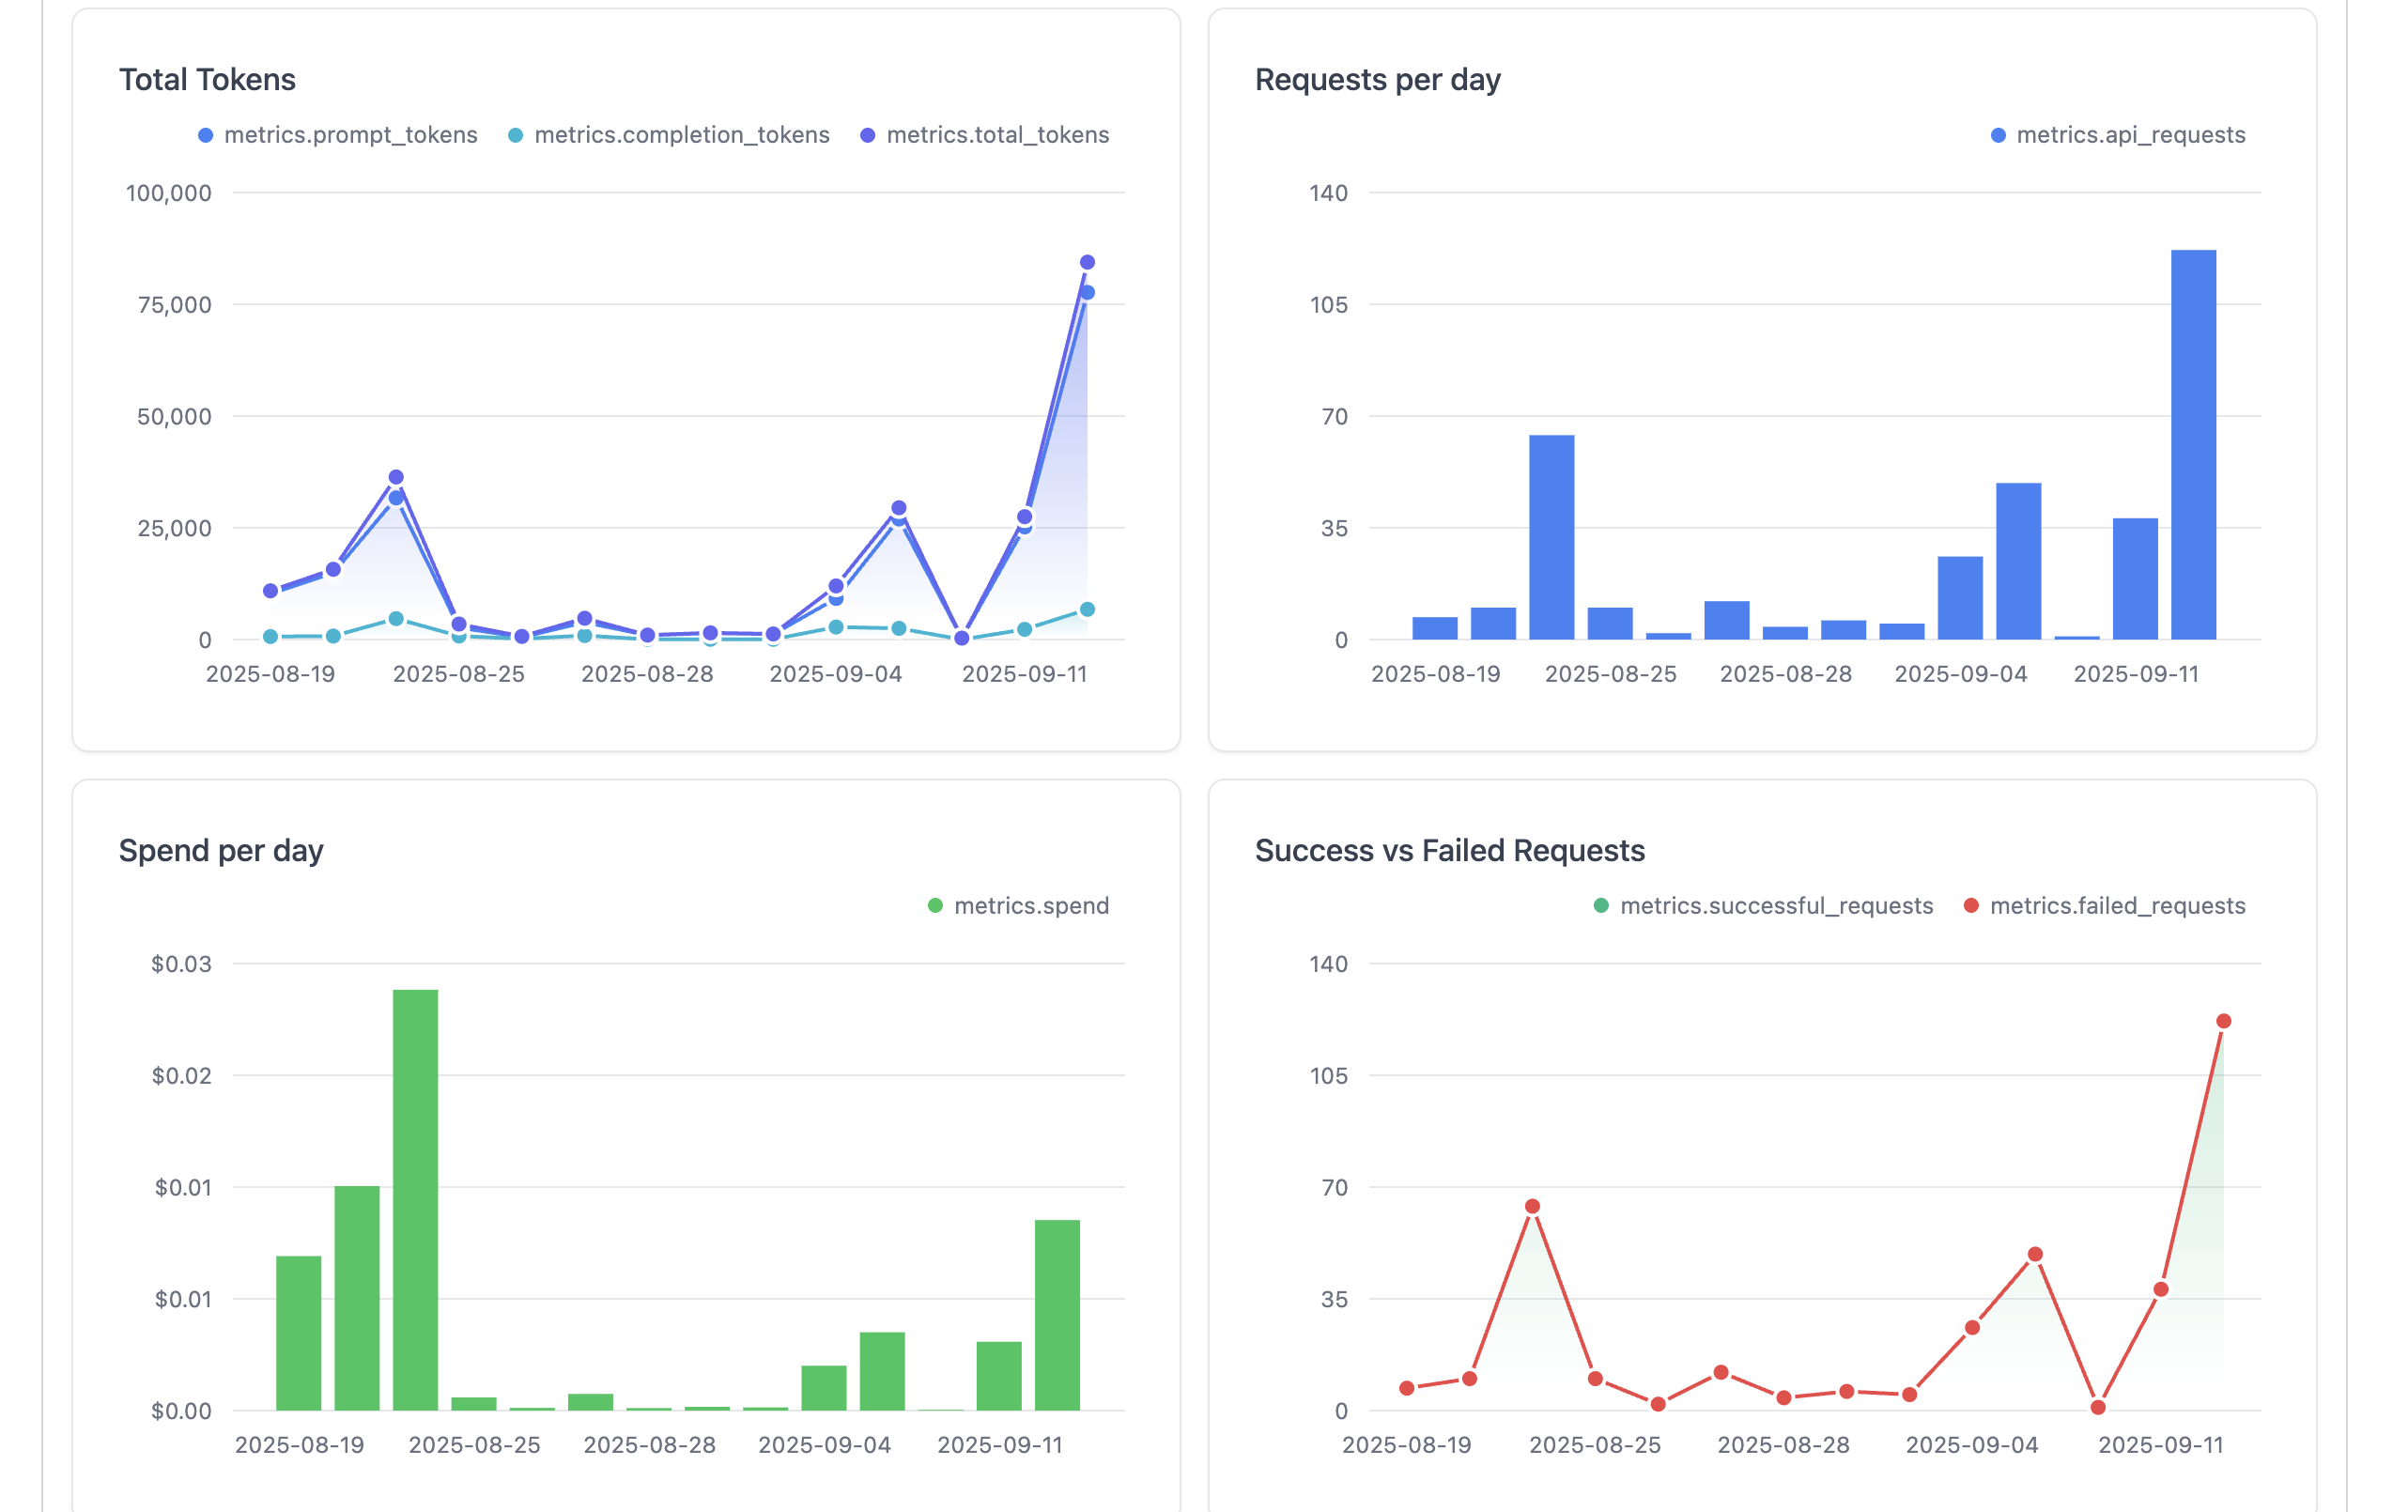 Total Tokens
metrics.prompt_tokens metrics.completion_tokens metrics.total_tokens
100,000
75,000
50,000
25,000
0
2025-08-19 2025-08-25 2025-08-28 2025-09-04 2025-09-11
Requests per day
metrics.api_requests
140
105
70
35
0
2025-08-19 2025-08-25 2025-08-28 2025-09-04 2025-09-11
Spend per day
metrics.spend
$0.03
$0.02
$0.01
$0.01
$0.00
2025-08-19 2025-08-25 2025-08-28 2025-09-04 2025-09-11
Success vs Failed Requests
metrics.successful_requests metrics.failed_requests
140
105
70
35
0
2025-08-19 2025-08-25 2025-08-28 2025-09-04 2025-09-11